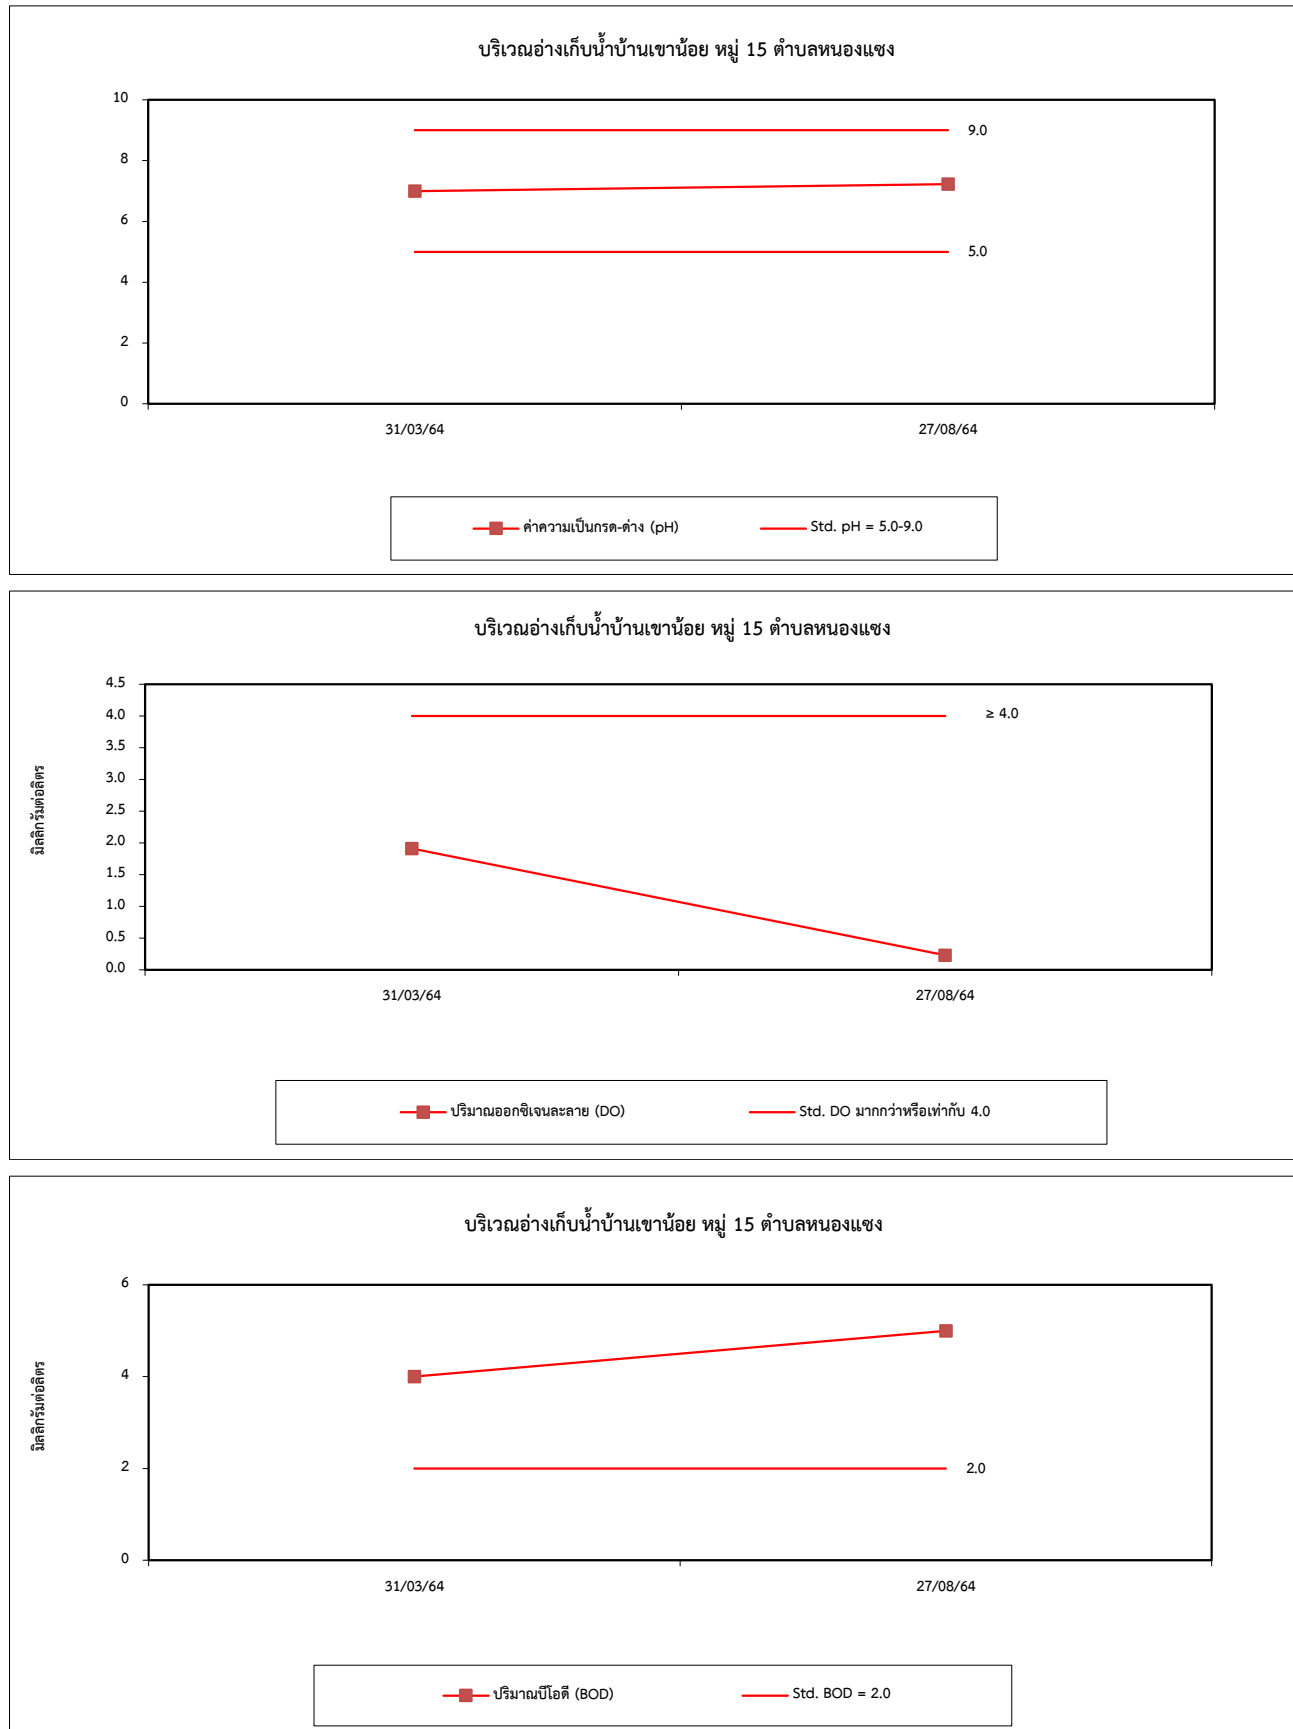 บริเวณอ่างเก็บน้ำบ้านเขาน้อย หมู่ 15 ตำบลหนองแซง
10
9.0
8
6
5.0
4
2
0
31/03/64 27/08/64
ค่าความเป็นกรด-ด่าง (pH) Std. pH = 5.0-9.0
บริเวณอ่างเก็บน้ำบ้านเขาน้อย หมู่ 15 ตำบลหนองแซง
มิลลิกรัมต่อลิตร
4.5
4.0 ≥ 4.0
3.5
3.0
2.5
2.0
1.5
1.0
0.5
0.0
31/03/64 27/08/64
ปริมาณออกซิเจนละลาย (DO) Std. DO มากกว่าหรือเท่ากับ 4.0
บริเวณอ่างเก็บน้ำบ้านเขาน้อย หมู่ 15 ตำบลหนองแซง
มิลลิกรัมต่อลิตร
6
4
2 2.0
0
31/03/64 27/08/64
ปริมาณบีโอดี (BOD) Std. BOD = 2.0